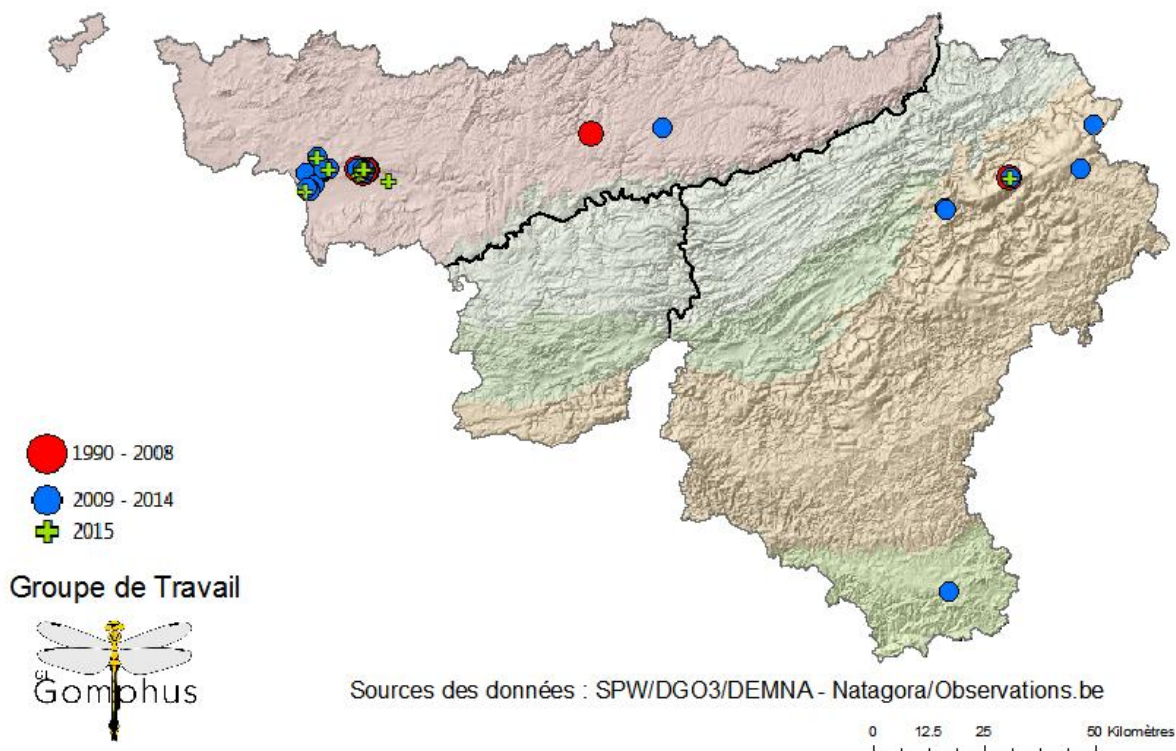 1990 - 2008
2009 - 2014
2015
Groupe de Travail
Gomphus
Sources des données : SPW/DGO3/DEMNA - Natagora/Observations.be
0 12.5 25 50 Kilomètres